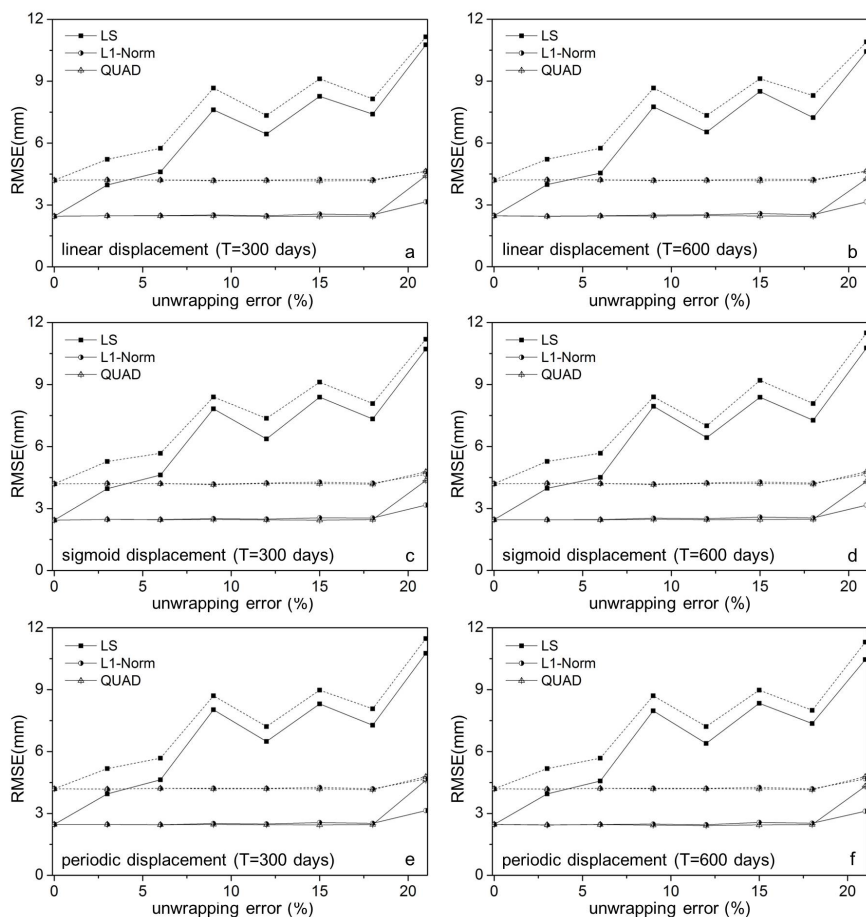 12
LS
L1-Norm
QUAD
9
6
3
0
RMSE(mm)
linear displacement (T=300 days)
a
0 5 10 15 20
unwrapping error (%)
12
LS
L1-Norm
QUAD
9
6
3
0
RMSE(mm)
linear displacement (T=600 days)
b
0 5 10 15 20
unwrapping error (%)
12
LS
L1-Norm
QUAD
9
6
3
0
RMSE(mm)
sigmoid displacement (T=300 days)
c
0 5 10 15 20
unwrapping error (%)
12
LS
L1-Norm
QUAD
9
6
3
0
RMSE(mm)
sigmoid displacement (T=600 days)
d
0 5 10 15 20
unwrapping error (%)
12
LS
L1-Norm
QUAD
9
6
3
0
RMSE(mm)
periodic displacement (T=300 days)
e
0 5 10 15 20
unwrapping error (%)
12
LS
L1-Norm
QUAD
9
6
3
0
RMSE(mm)
periodic displacement (T=600 days)
f
0 5 10 15 20
unwrapping error (%)